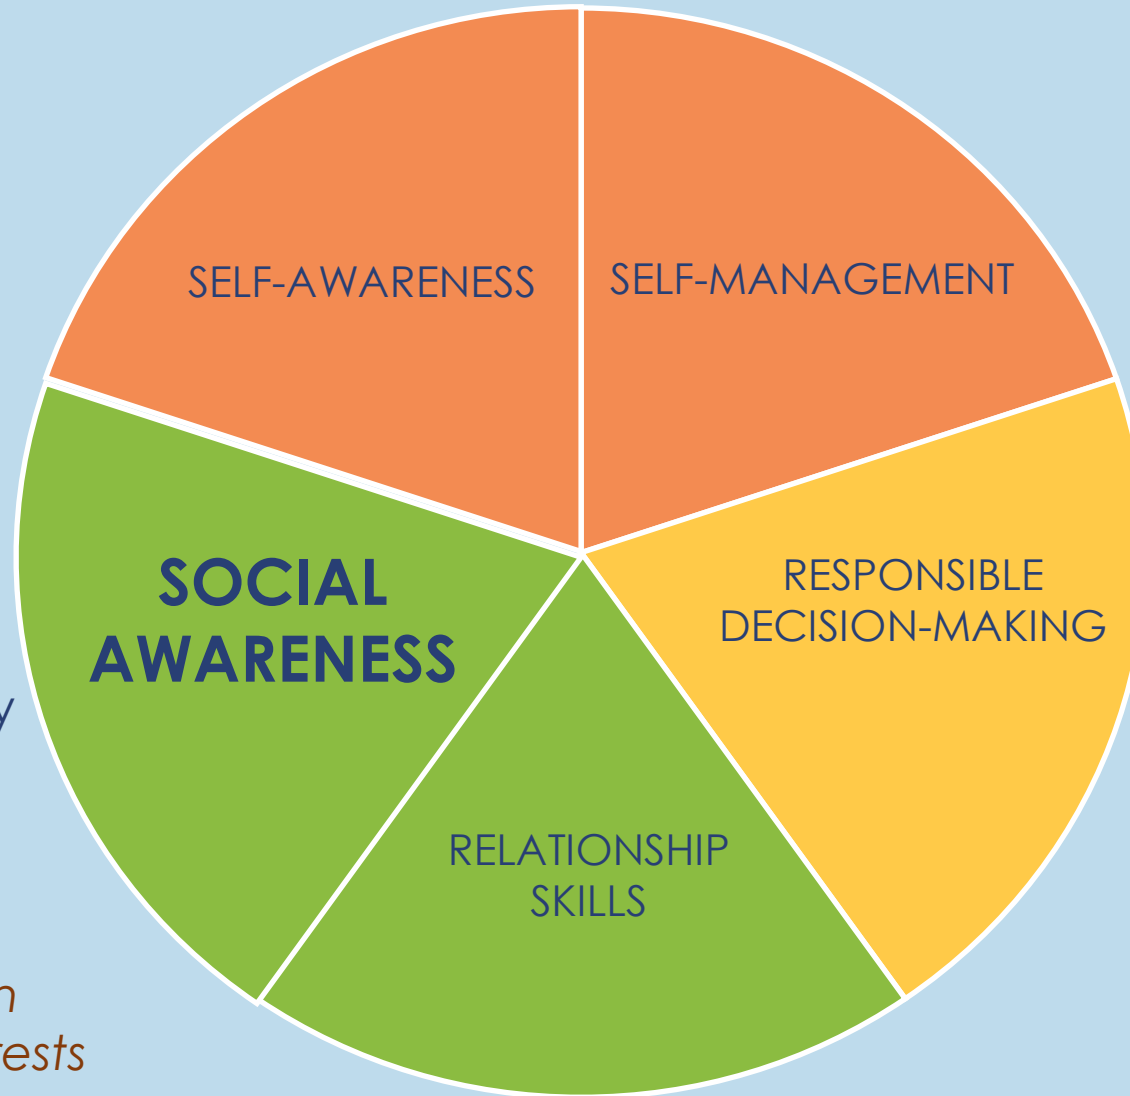 SELF-AWARENESS
SELF-MANAGEMENT
SOCIAL
AWARENESS
RESPONSIBLE
DECISION-MAKING
RELATIONSHIP
SKILLS